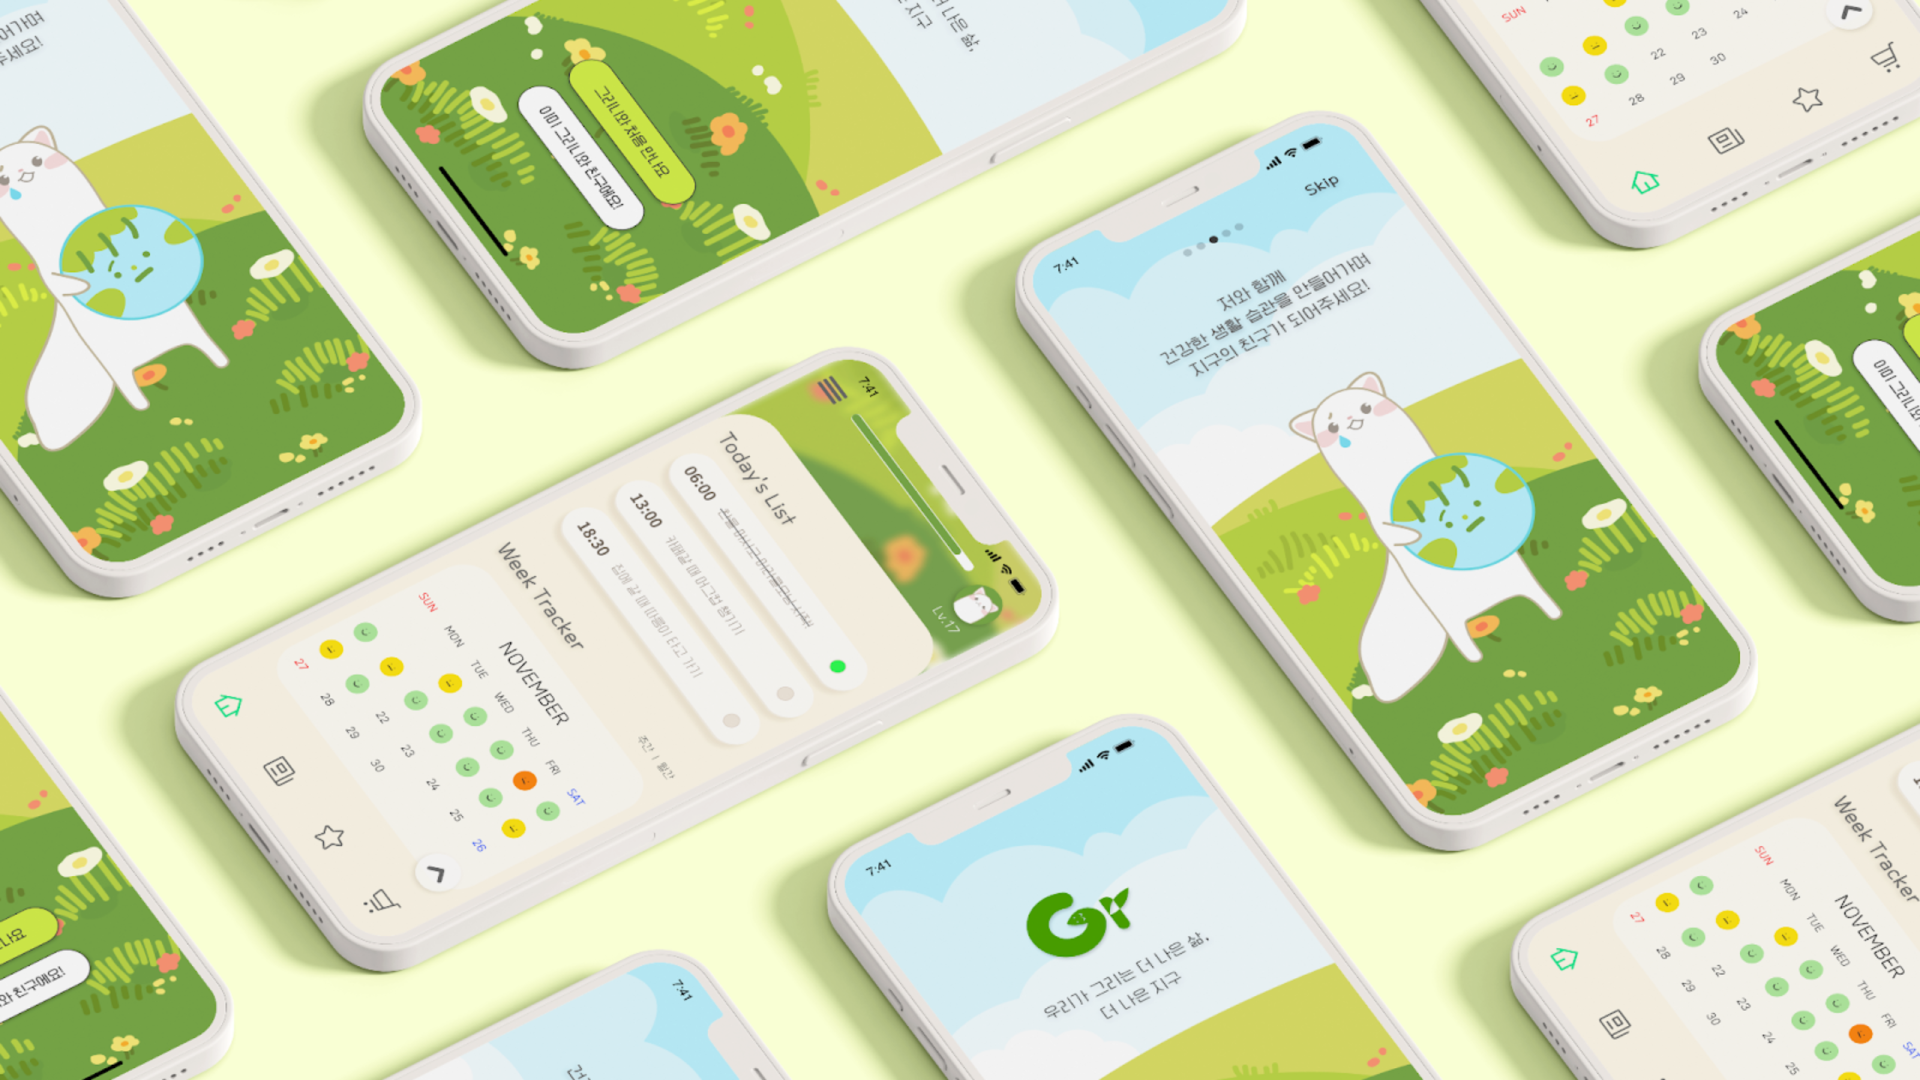 어가며
주세요!
그리니와 처음 만나요
이미 그리니와 친구에요!
더 나은 삶,
는 지구
SUN
22
23
24
27
28
29
30
7:41
Skip
저와 함께
건강한 생활 습관을 만들어가며
지구의 친구가 되어주세요!
7:41
Lv.17
Today's List
06:00
13:00
카페갈 때 머그컵 챙기기
18:30
집에 갈 때 따릉이 타고 가기
Week Tracker
주간 | 월간
NOVEMBER
SUN
MON
TUE
WED
THU
FRI
SAT
22
23
24
25
26
27
28
29
30
7:41
Gr
우리가 그리는 더 나은 삶,
더 나은 지구
7:41
건
나요
와 친구에요!
이미 그리니와
Week Tracker
NOVEMBER
SUN
MON
TUE
WED
THU
FRI
SAT
22
23
24
25
27
28
29
30